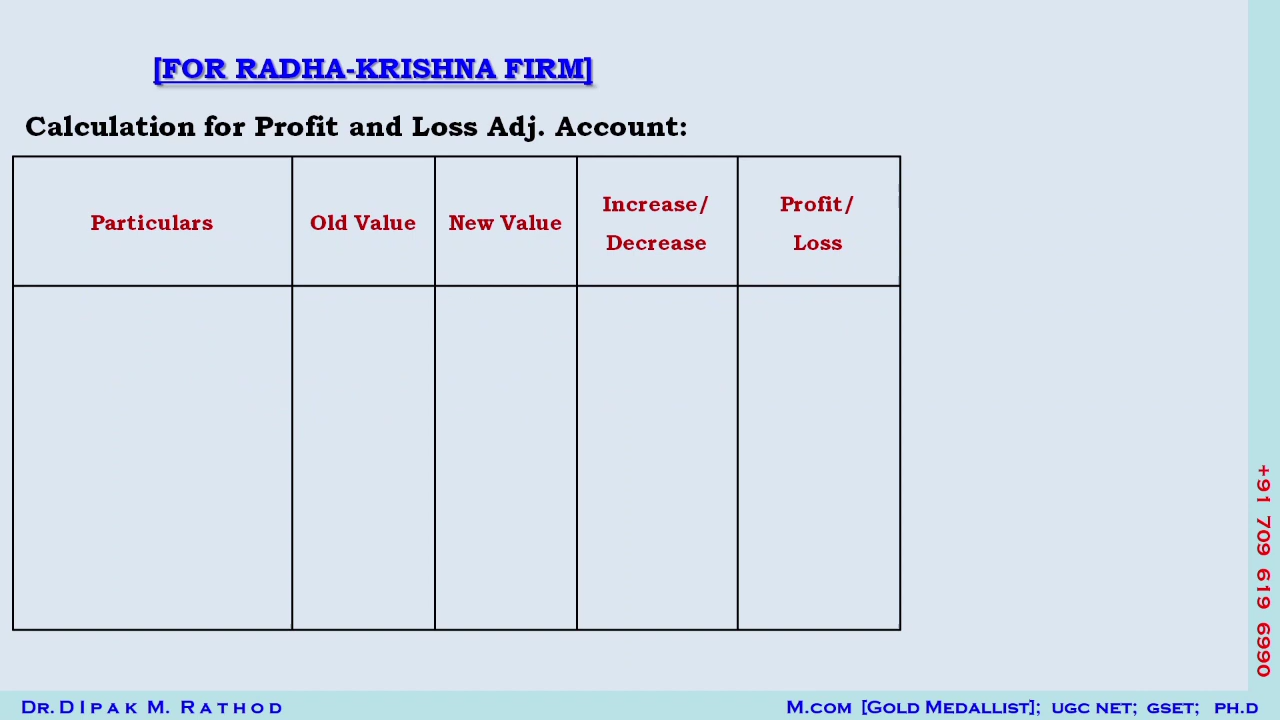 [FOR RADHA-KRISHNA FIRM]
Calculation for Profit and Loss Adj. Account:
Particulars
Old Value
New Value
Increase/
Decrease
Profit/
Loss
+91 709 619 6990
Dr. Dipak M. Rathod
M.com [Gold Medallist]; UGC NET; GSET; PH.D